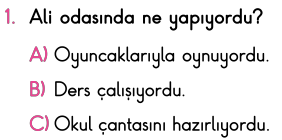 1. Ali odasında ne yapıyordu?
A) Oyuncaklarıyla oynuyordu.
B) Ders çalışıyordu.
C) Okul çantasını hazırlıyordu.